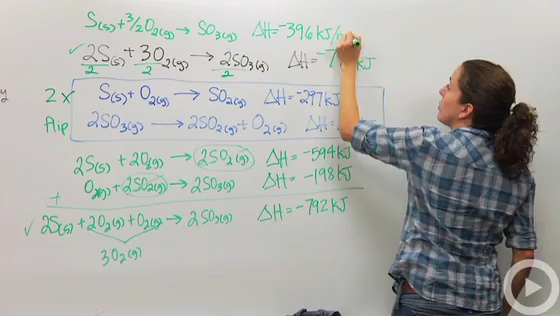 S(s) + 3/2 O2(g) → SO3(g) ΔH = -396 kJ/
✓ 2S(s) + 3O2(g) → 2SO3(g) ΔH = -7 kJ
2 2 2
2x S(s) + O2(g) → SO2(g) ΔH = -297 kJ
flip 2SO3(g) → 2SO2(g) + O2(g) ΔH =
2S(s) + 2O2(g) → 2SO2(g) ΔH = -594 kJ
+ O2(g) + 2SO2(g) → 2SO3(g) ΔH = -198 kJ
✓ 2S(s) + 2O2(g) + O2(g) → 2SO3(g) ΔH = -792 kJ
3O2(g)